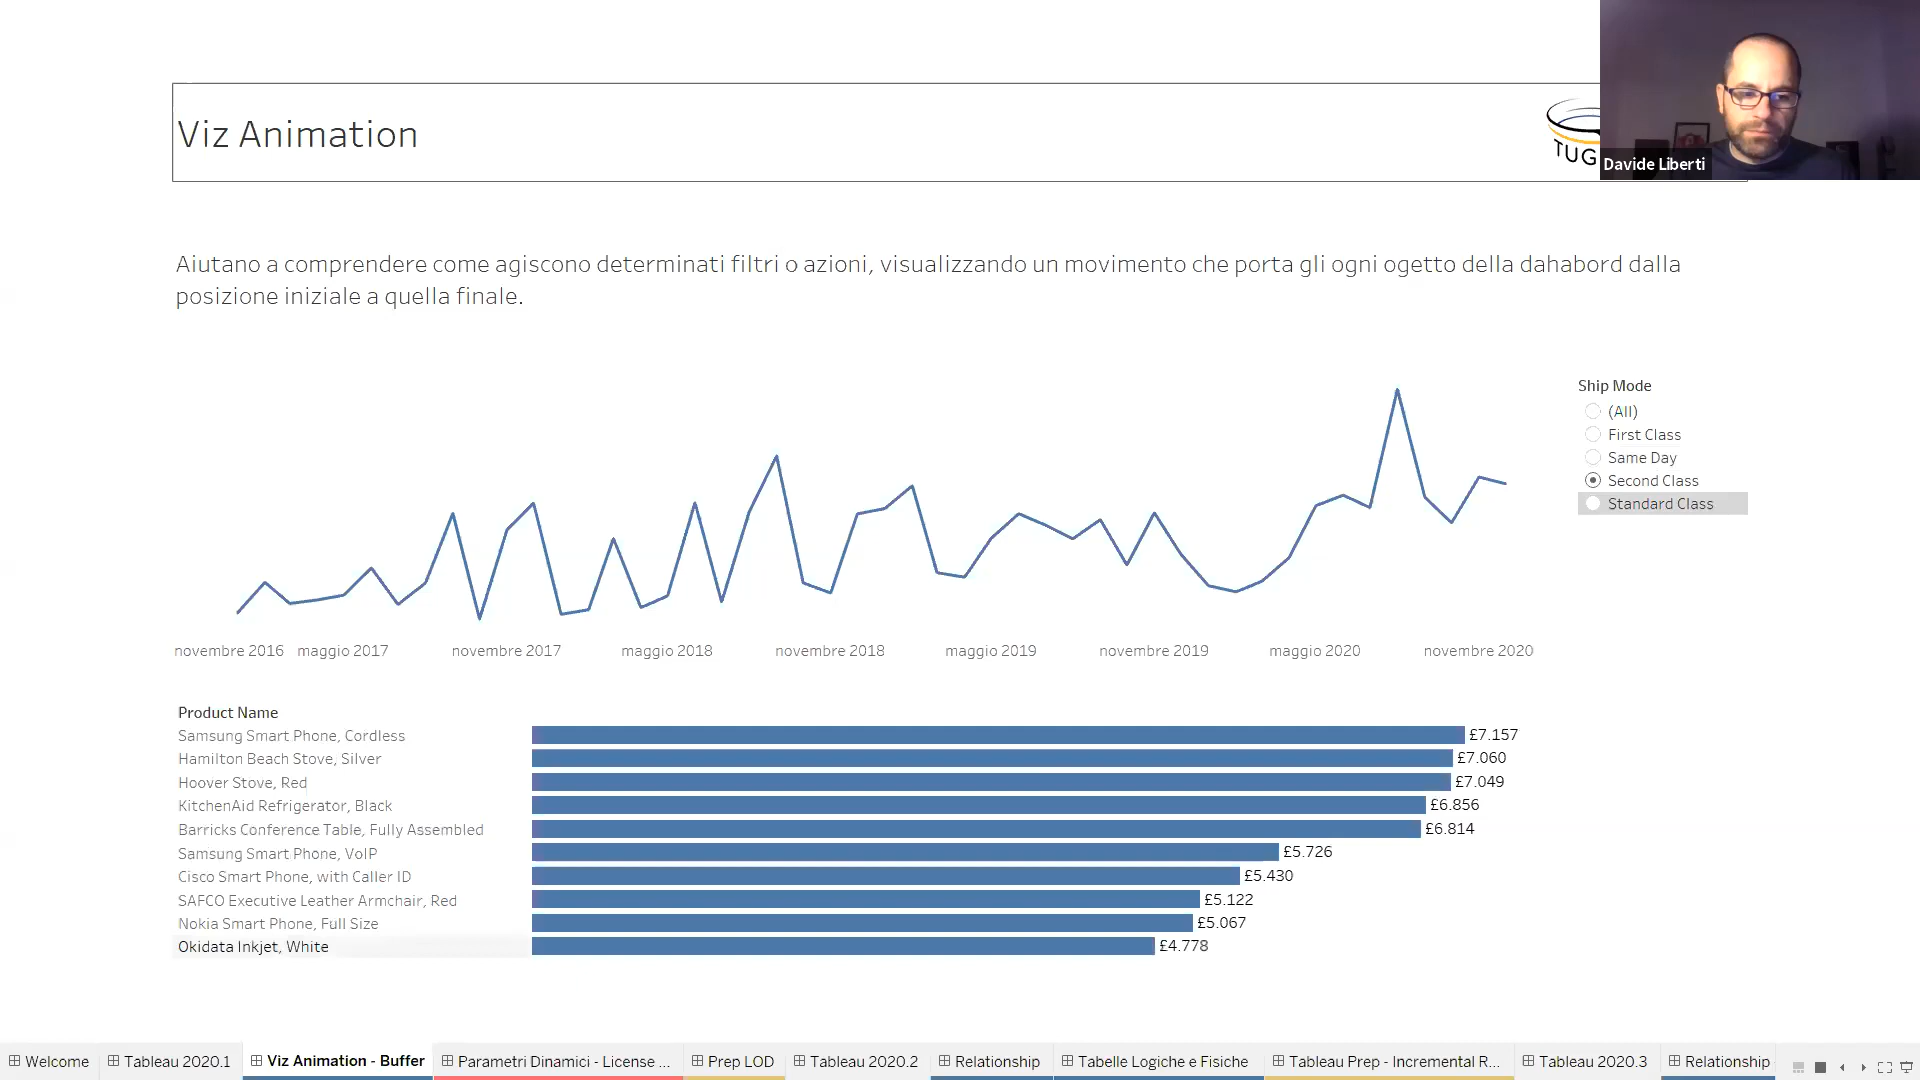 Viz Animation
TUG
Davide Liberti
Aiutano a comprendere come agiscono determinati filtri o azioni, visualizzando un movimento che porta gli ogni ogetto della dahabord dalla
posizione iniziale a quella finale.
Ship Mode
(All)
First Class
Same Day
Second Class
Standard Class
novembre 2016 maggio 2017 novembre 2017 maggio 2018 novembre 2018 maggio 2019 novembre 2019 maggio 2020 novembre 2020
Product Name
Samsung Smart Phone, Cordless £7.157
Hamilton Beach Stove, Silver £7.060
Hoover Stove, Red £7.049
KitchenAid Refrigerator, Black £6.856
Barricks Conference Table, Fully Assembled £6.814
Samsung Smart Phone, VoIP £5.726
Cisco Smart Phone, with Caller ID £5.430
SAFCO Executive Leather Armchair, Red £5.122
Nokia Smart Phone, Full Size £5.067
Okidata Inkjet, White £4.778
Welcome Tableau 2020.1 Viz Animation - Buffer Parametri Dinamici - License ... Prep LOD Tableau 2020.2 Relationship Tabelle Logiche e Fisiche Tableau Prep - Incremental R... Tableau 2020.3 Relationship